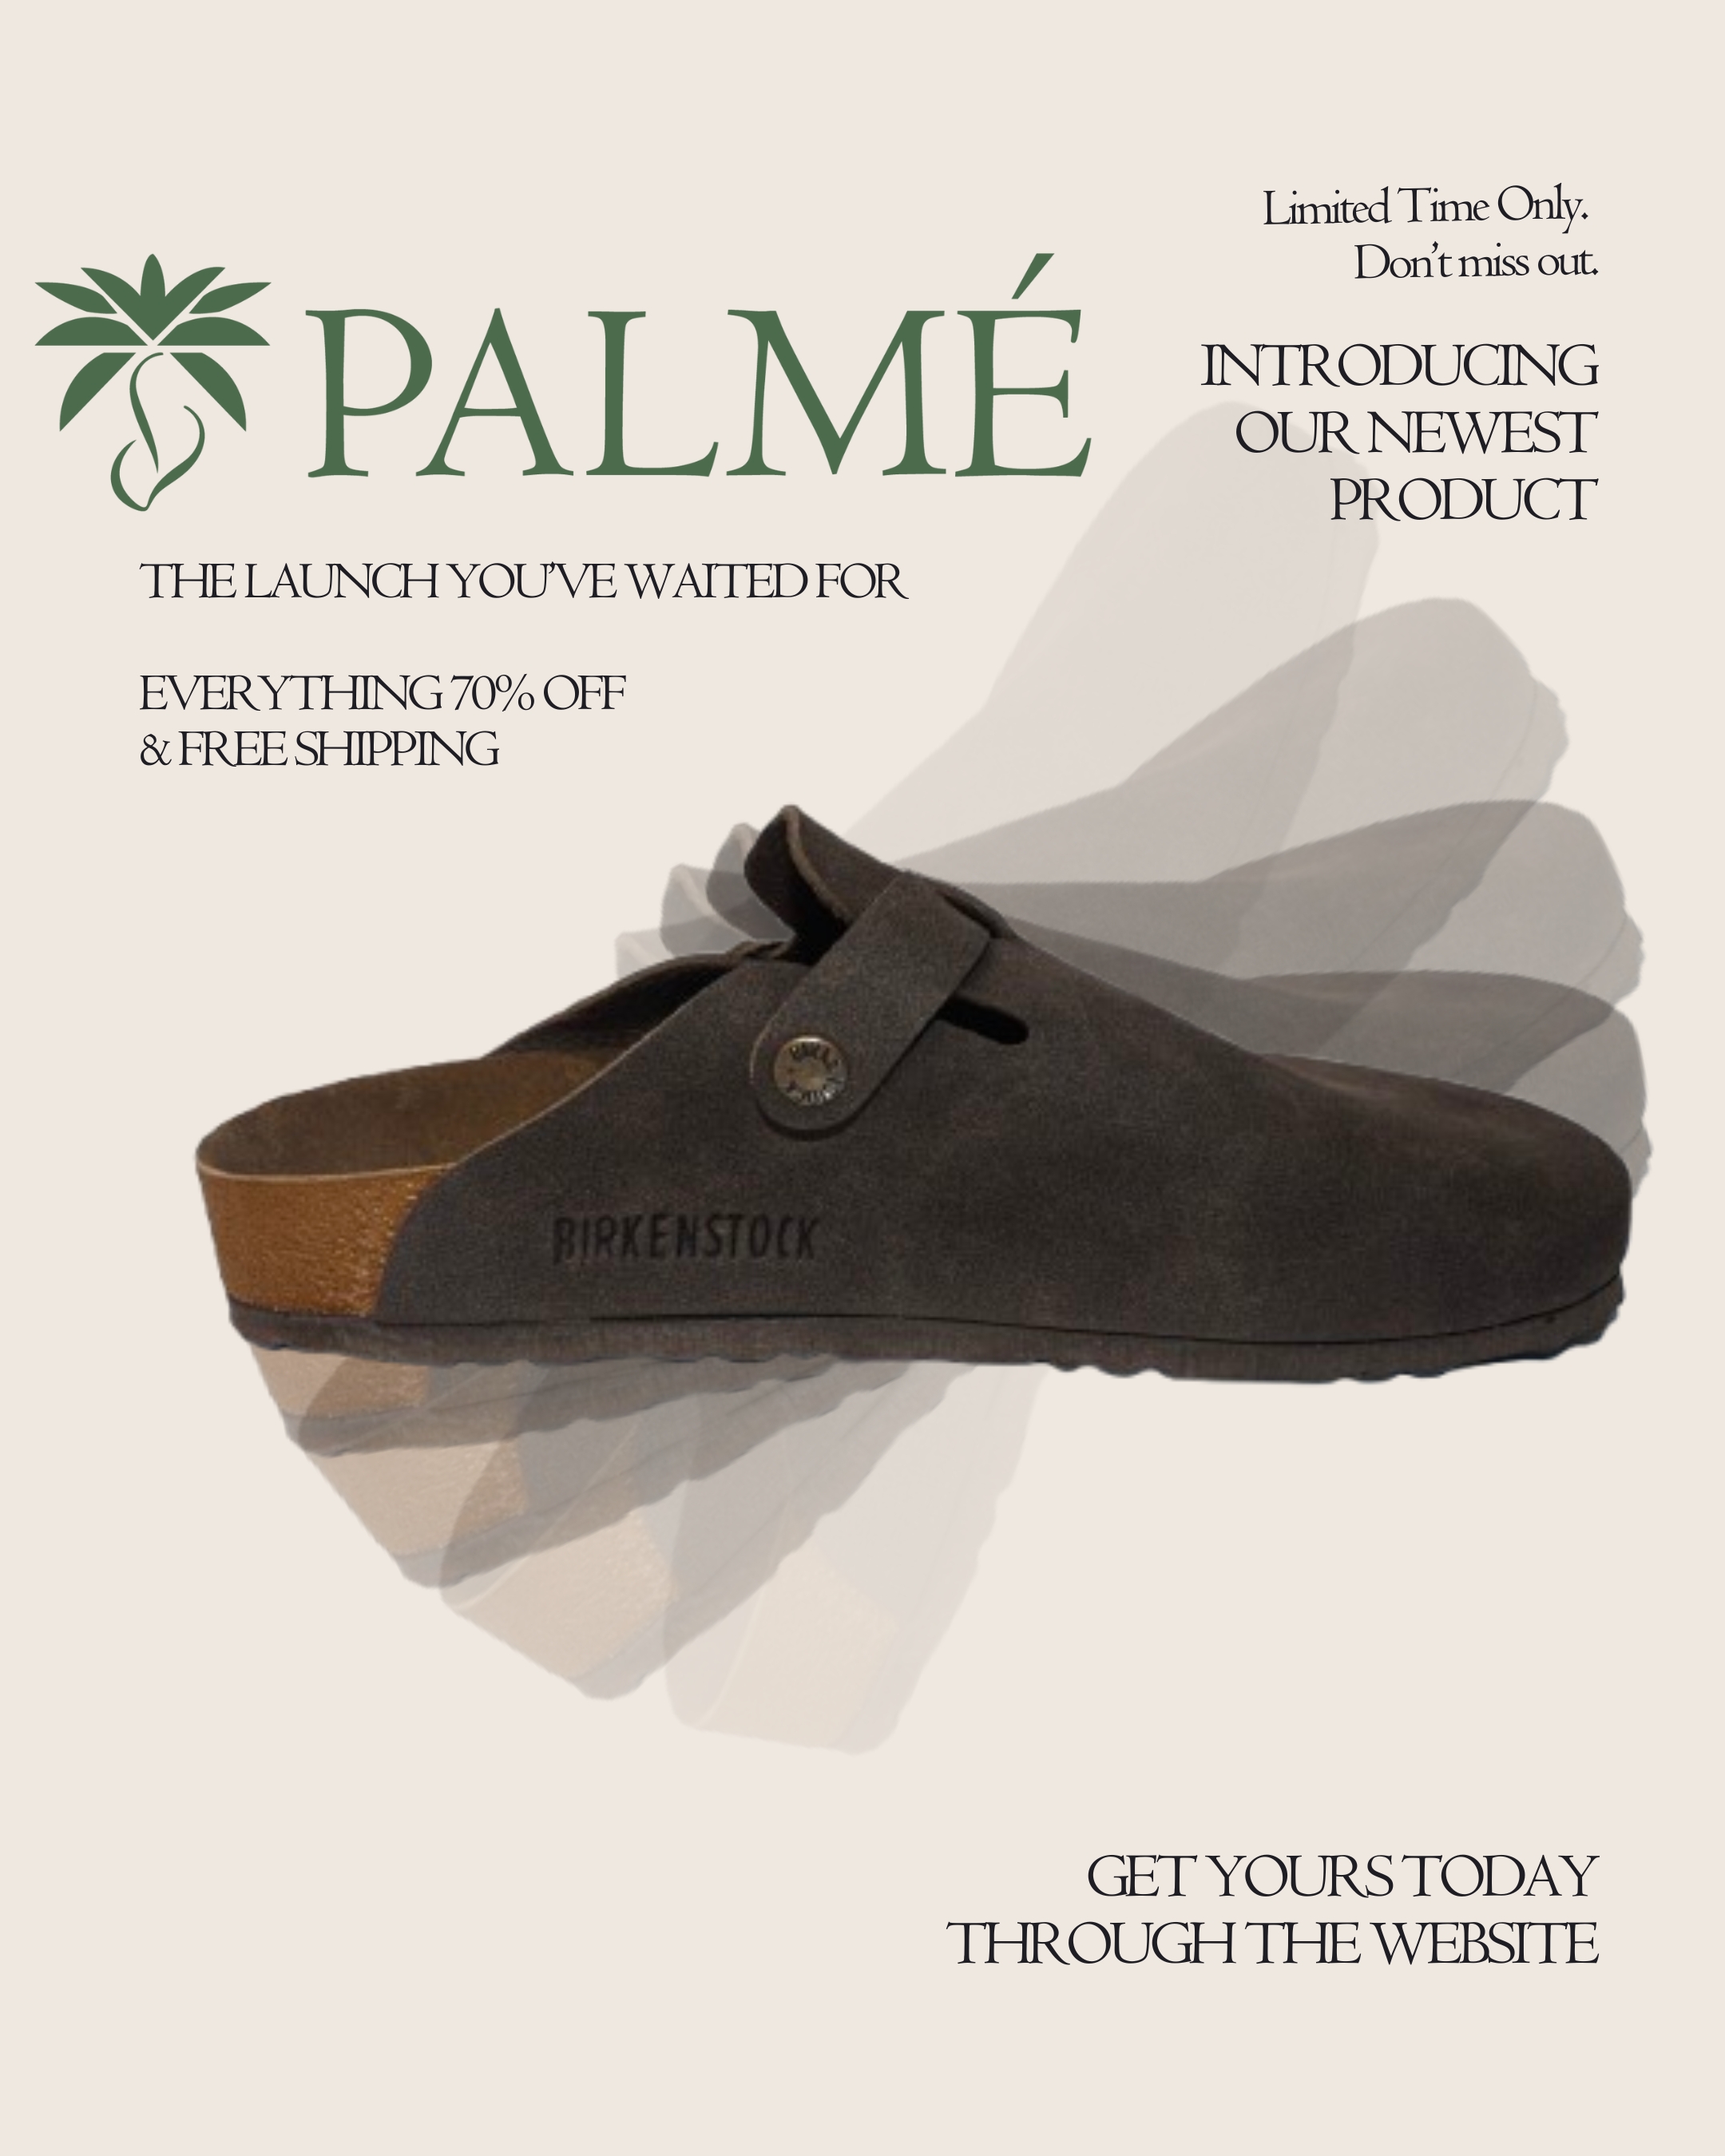 Limited Time Only.
Don't miss out.
PALMÉ
INTRODUCING
OUR NEWEST
PRODUCT
THE LAUNCH YOU'VE WAITED FOR
EVERYTHING 70% OFF
& FREE SHIPPING
BIRKENSTOCK
GET YOURS TODAY
THROUGH THE WEBSITE